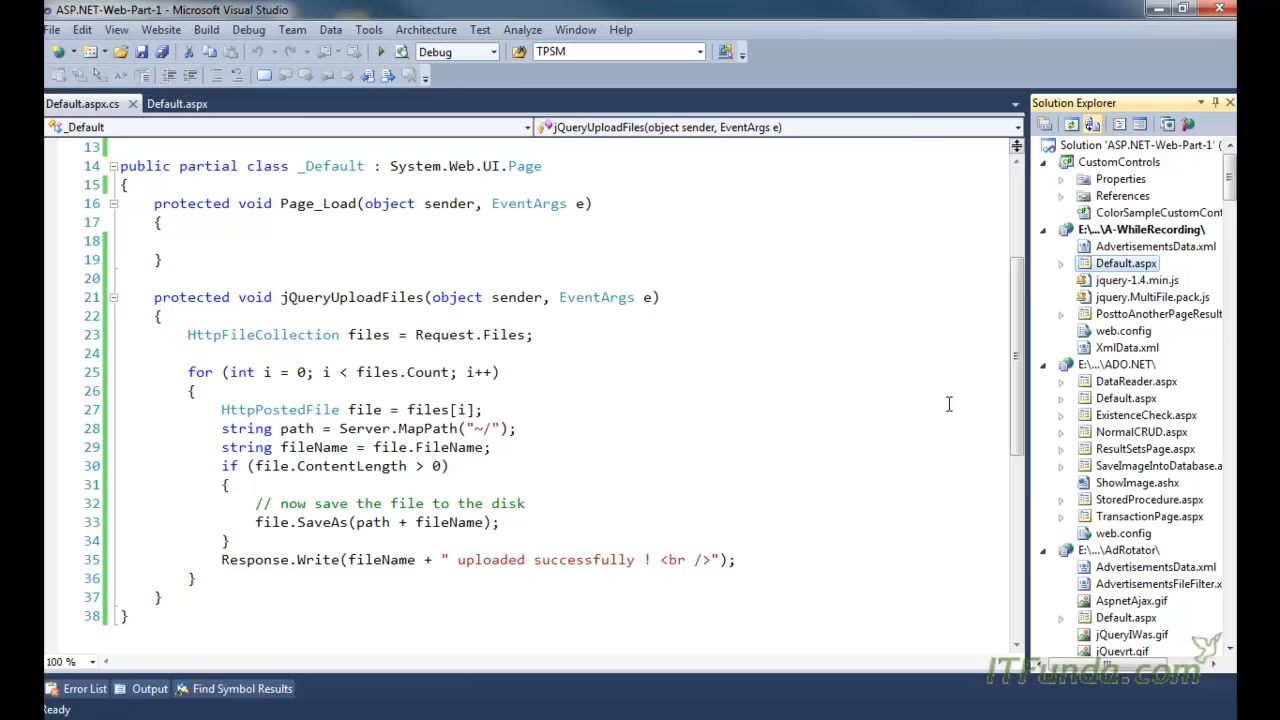 ASP.NET-Web-Part-1 - Microsoft Visual Studio
File Edit View Website Build Debug Team Data Tools Architecture Test Analyze Window Help
Debug TPSM
Default.aspx.cs Default.aspx
_Default jQueryUploadFiles(object sender, EventArgs e)
13
14 public partial class _Default : System.Web.UI.Page
15 {
16 protected void Page_Load(object sender, EventArgs e)
17 {
18
19 }
20
21 protected void jQueryUploadFiles(object sender, EventArgs e)
22 {
23 HttpFileCollection files = Request.Files;
24
25 for (int i = 0; i < files.Count; i++)
26 {
27 HttpPostedFile file = files[i];
28 string path = Server.MapPath("~/");
29 string fileName = file.FileName;
30 if (file.ContentLength > 0)
31 {
32 // now save the file to the disk
33 file.SaveAs(path + fileName);
34 }
35 Response.Write(fileName + " uploaded successfully ! <br />");
36 }
37 }
38 }
100 %
Error List Output Find Symbol Results
Ready
Solution Explorer
Solution 'ASP.NET-Web-Part-1' (
CustomControls
Properties
References
ColorSampleCustomCont
E:\...\A-WhileRecording\
AdvertisementsData.xml
Default.aspx
jquery-1.4.min.js
jquery.MultiFile.pack.js
PosttoAnotherPageResult
web.config
XmlData.xml
E:\...\ADO.NET\
DataReader.aspx
Default.aspx
ExistenceCheck.aspx
NormalCRUD.aspx
ResultSetsPage.aspx
SaveImageIntoDatabase.a
ShowImage.ashx
StoredProcedure.aspx
TransactionPage.aspx
web.config
E:\...\AdRotator\
AdvertisementsData.xml
AdvertisementsFileFilter.x
AspnetAjax.gif
Default.aspx
jQueryIWas.gif
jQueyrt.gif
ITFunda.com